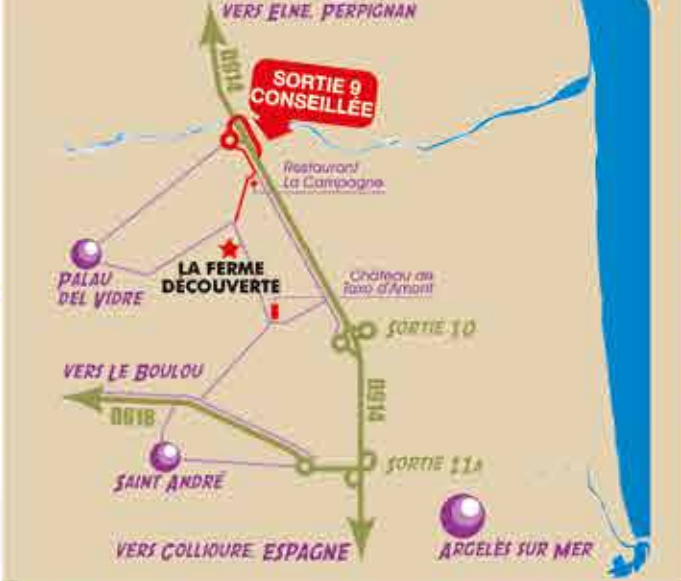 VERS ELNE, PERPIGNAN
D914
SORTIE 9
CONSEILLÉE
Restaurant
La Campagne
PALAU
DEL VIDRE
LA FERME
DÉCOUVERTE
Château de
Taxo d'Amont
SORTIE 10
VERS LE BOULOU
D618
D914
SAINT ANDRÉ
SORTIE 11A
VERS COLLIOURE, ESPAGNE
ARGELÈS SUR MER